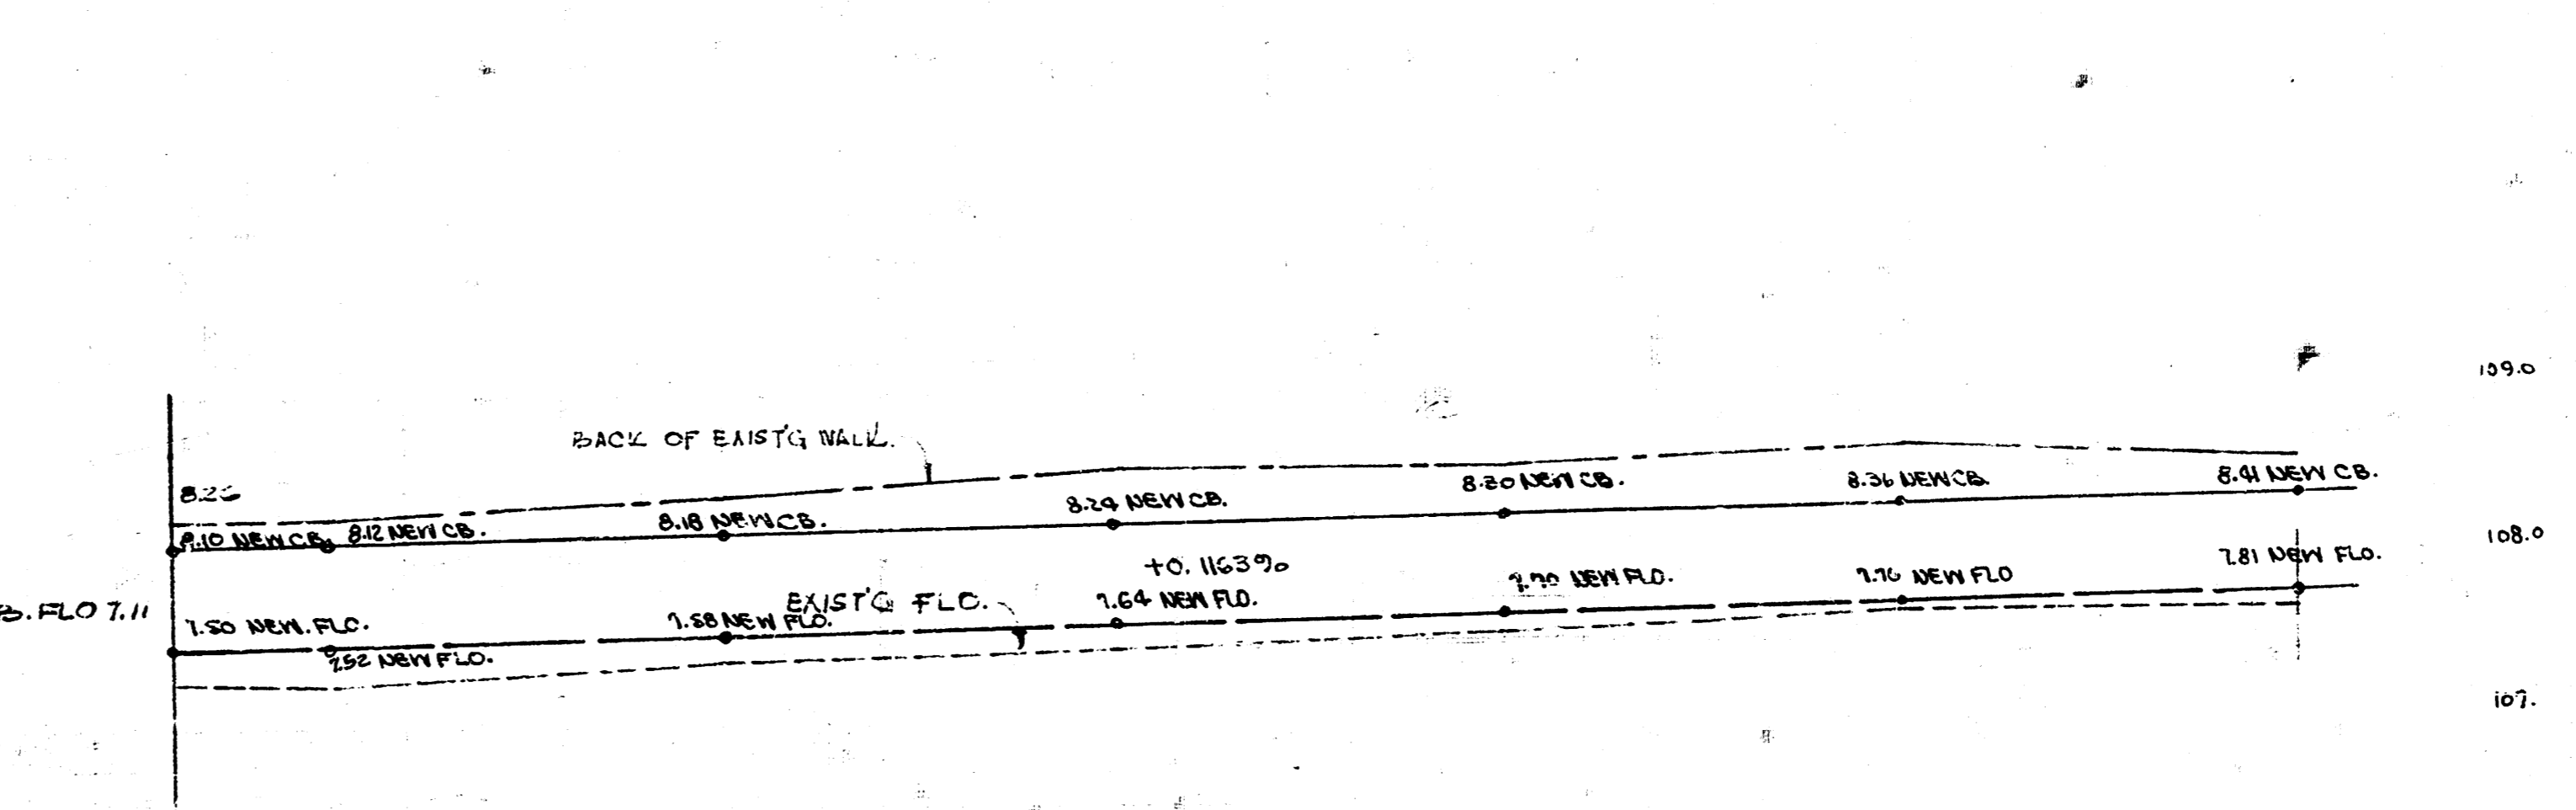 109.0
BACK OF EXIST'G WALK.
8.41 NEW CB.
8.36 NEW CB.
8.30 NEW CB.
8.24 NEW CB.
8.18 NEW CB.
8.12 NEW CB.
8.10 NEW CB.
108.0
+0.1163%
7.81 NEW FLO.
7.76 NEW FLO
7.70 NEW FLO.
EXIST'G FLO.
7.64 NEW FLO.
7.58 NEW FLO.
FLO 7.11
7.50 NEW.FLO.
7.52 NEW FLO.
107.